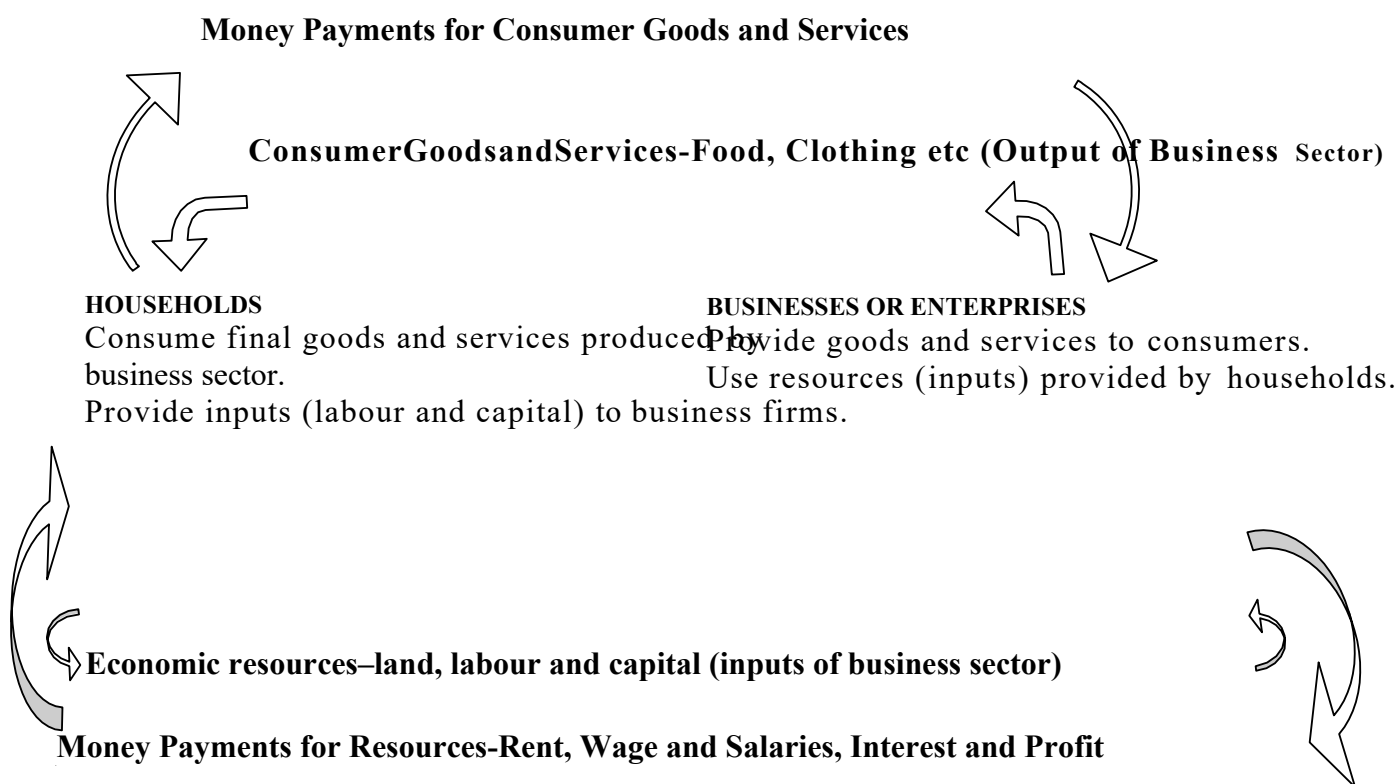 Money Payments for Consumer Goods and Services
ConsumerGoodsandServices-Food, Clothing etc (Output of Business Sector)
HOUSEHOLDS
Consume final goods and services produced by
business sector.
Provide inputs (labour and capital) to business firms.
BUSINESSES OR ENTERPRISES
Provide goods and services to consumers.
Use resources (inputs) provided by households.
Economic resources–land, labour and capital (inputs of business sector)
Money Payments for Resources-Rent, Wage and Salaries, Interest and Profit